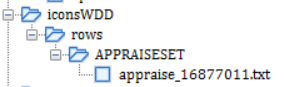 iconsWDD
rows
APPRAISESET
appraise_16877011.txt